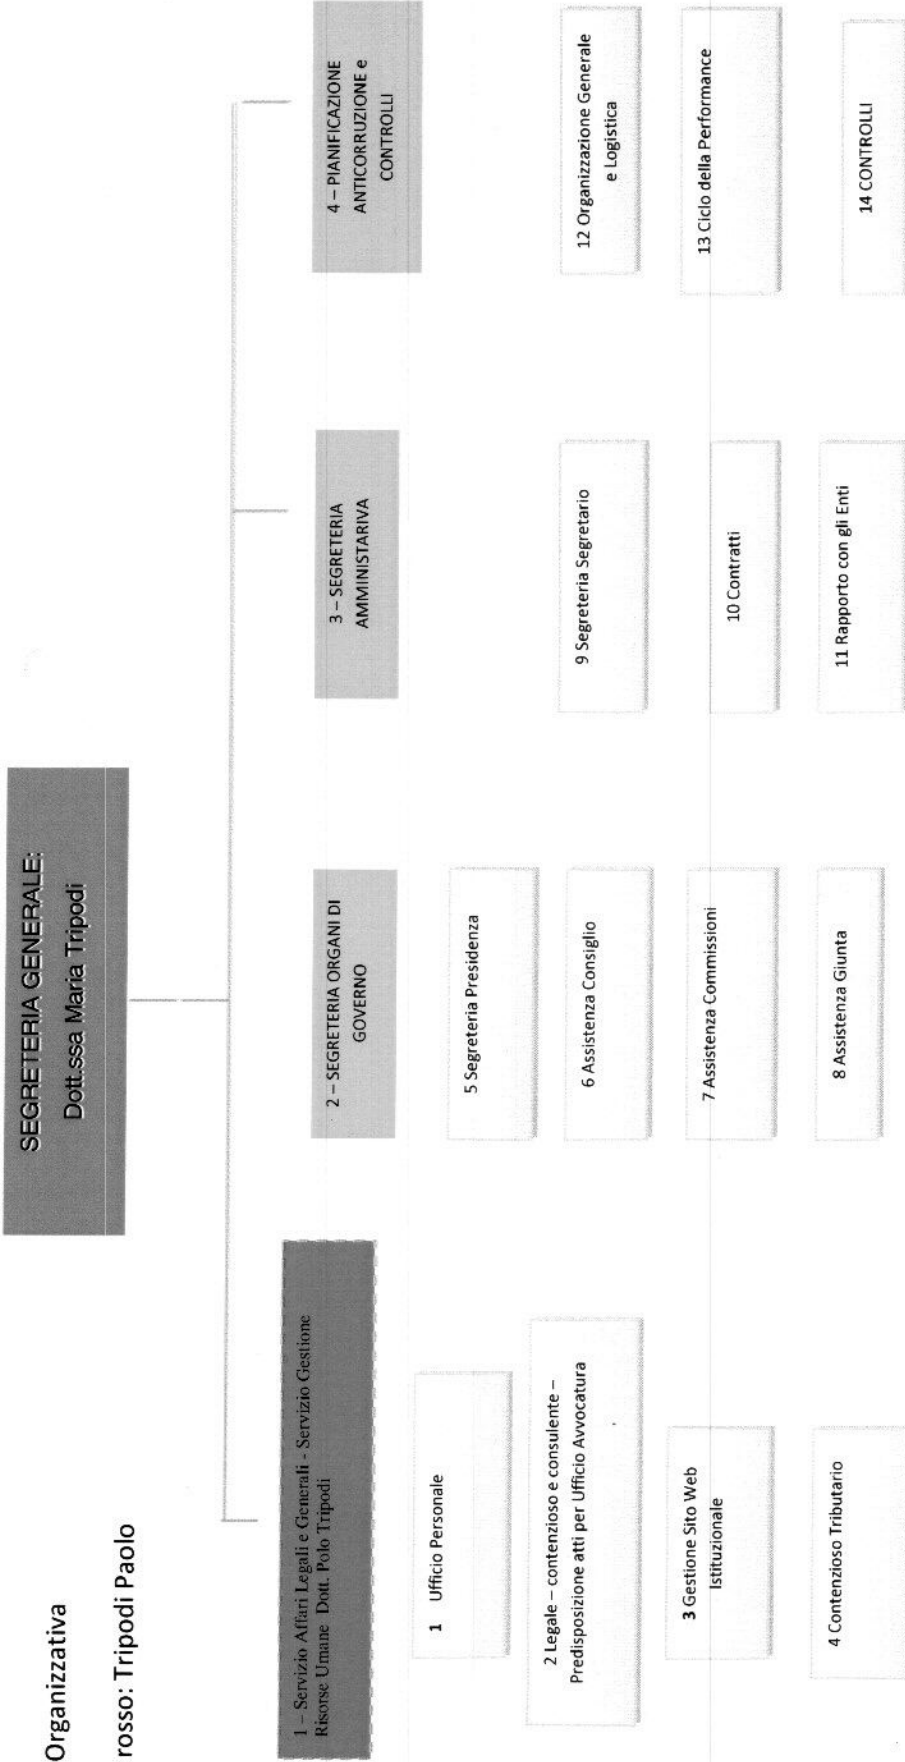 Organizzativa
rosso: Tripodi Paolo
SEGRETERIA GENERALE:
Dott.ssa Maria Tripodi
1 – Servizio Affari Legali e Generali - Servizio Gestione
Risorse Umane Dott. Polo Tripodi
1 Ufficio Personale
2 Legale – contenzioso e consulente –
Predisposizione atti per Ufficio Avvocatura
3 Gestione Sito Web
Istituzionale
4 Contenzioso Tributario
2 – SEGRETERIA ORGANI DI
GOVERNO
5 Segreteria Presidenza
6 Assistenza Consiglio
7 Assistenza Commissioni
8 Assistenza Giunta
3 – SEGRETERIA
AMMINISTARIVA
9 Segreteria Segretario
10 Contratti
11 Rapporto con gli Enti
4 – PIANIFICAZIONE
ANTICORRUZIONE e
CONTROLLI
12 Organizzazione Generale
e Logistica
13 Ciclo della Performance
14 CONTROLLI